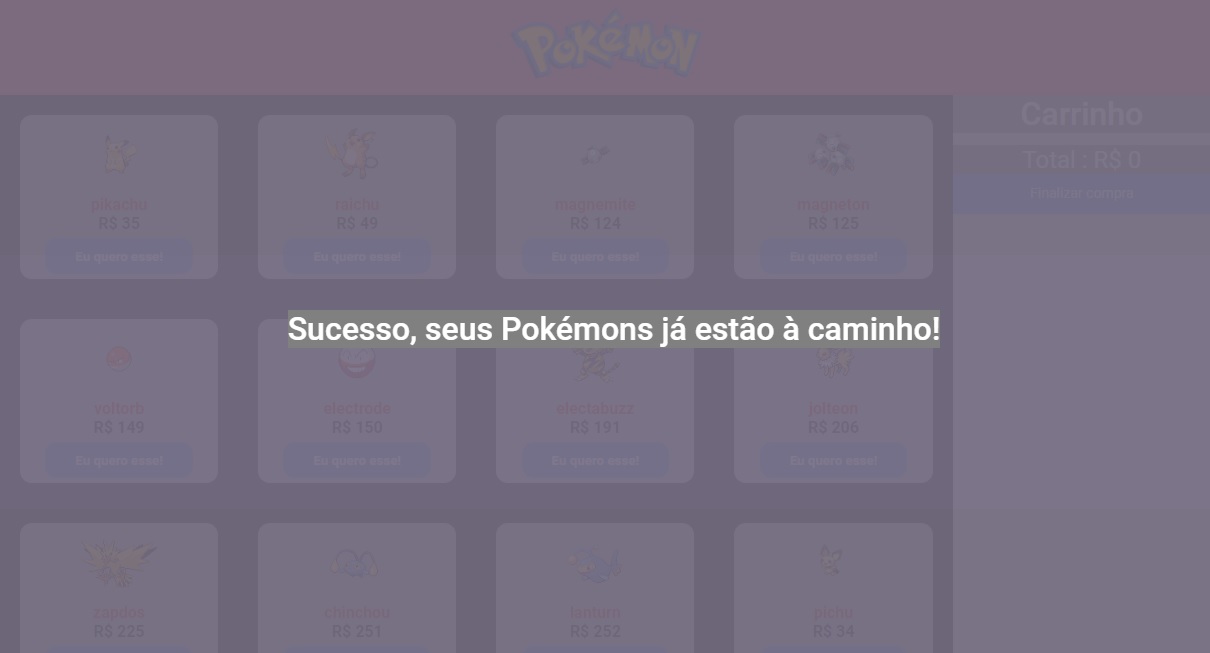 POKéMON
Carrinho
Total : R$ 0
Finalizar compra
pikachu
R$ 35
Eu quero esse!
raichu
R$ 49
Eu quero esse!
magnemite
R$ 124
Eu quero esse!
magneton
R$ 125
Eu quero esse!
Sucesso, seus Pokémons já estão à caminho!
voltorb
R$ 149
Eu quero esse!
electrode
R$ 150
Eu quero esse!
electabuzz
R$ 191
Eu quero esse!
jolteon
R$ 206
Eu quero esse!
zapdos
R$ 225
chinchou
R$ 251
lanturn
R$ 252
pichu
R$ 34